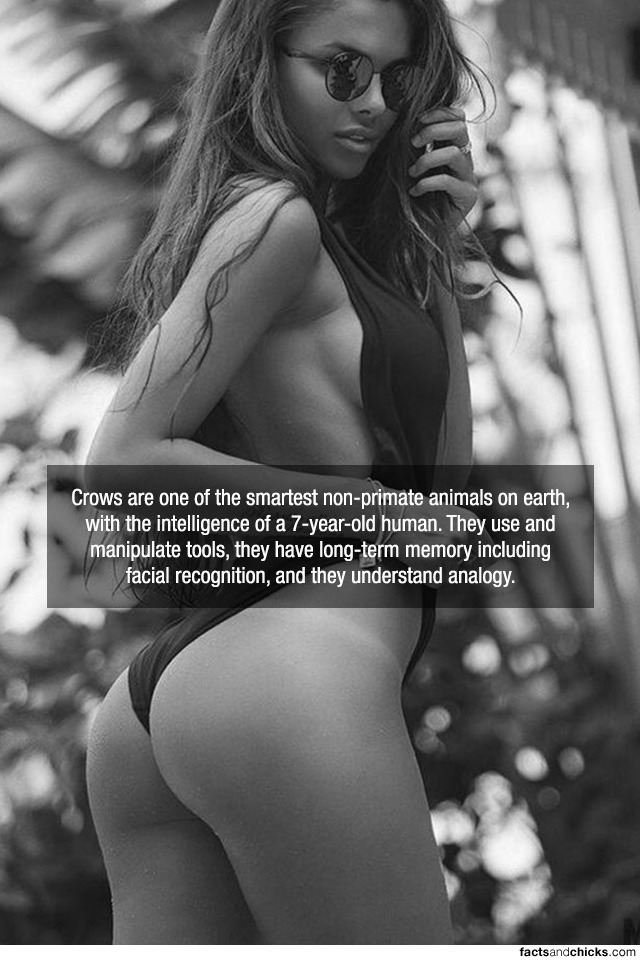 Crows are one of the smartest non-primate animals on earth,
with the intelligence of a 7-year-old human. They use and
manipulate tools, they have long-term memory including
facial recognition, and they understand analogy.
factsandchicks.com